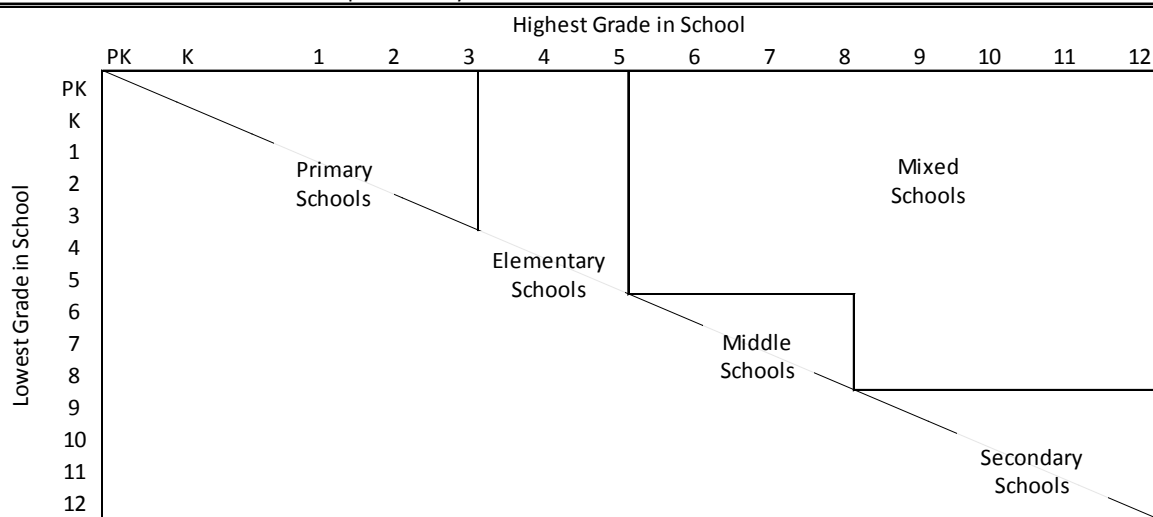 Highest Grade in School
PK K 1 2 3 4 5 6 7 8 9 10 11 12
Lowest Grade in School
PK
K
1
2
3
4
5
6
7
8
9
10
11
12
Primary
Schools
Elementary
Schools
Middle
Schools
Mixed
Schools
Secondary
Schools